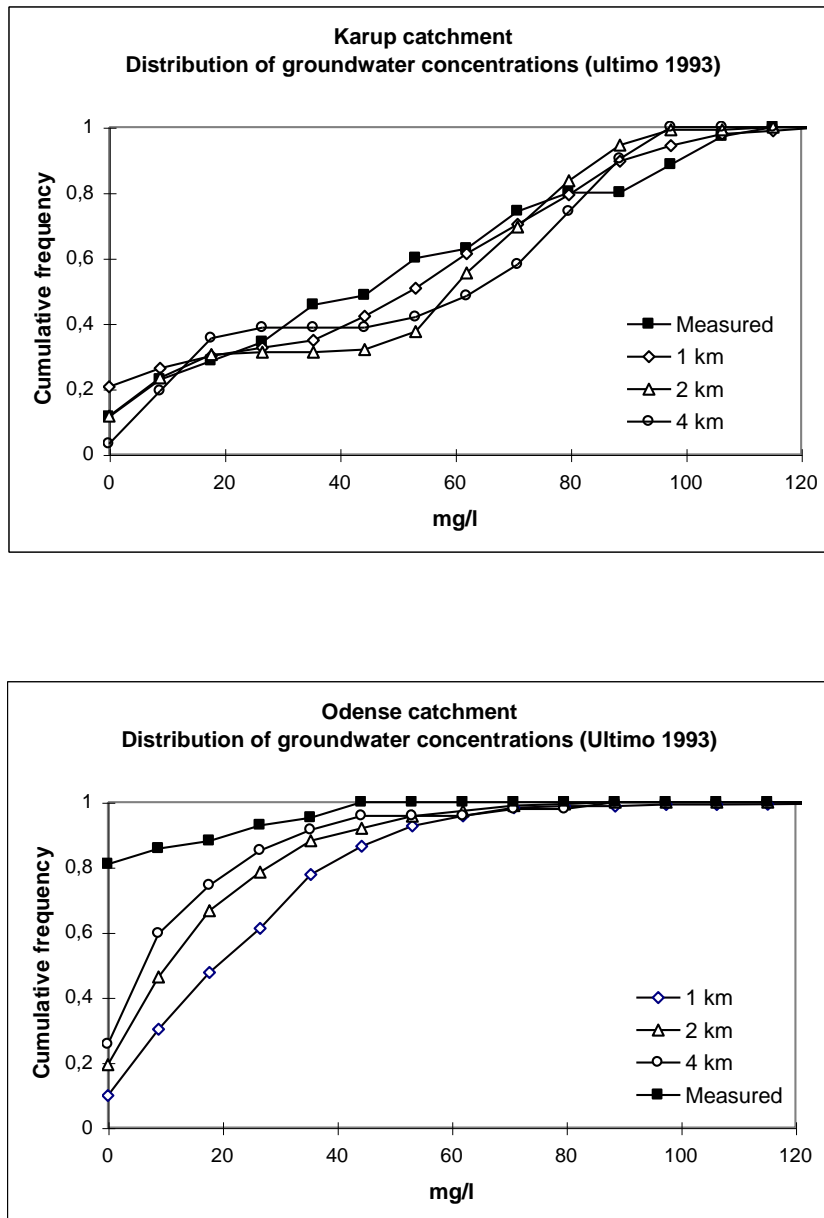 Karup catchment
Distribution of groundwater concentrations (ultimo 1993)
Cumulative frequency
1
0,8
0,6
0,4
0,2
0
0 20 40 60 80 100 120
mg/l
Measured
1 km
2 km
4 km
Odense catchment
Distribution of groundwater concentrations (Ultimo 1993)
Cumulative frequency
1
0,8
0,6
0,4
0,2
0
0 20 40 60 80 100 120
mg/l
1 km
2 km
4 km
Measured